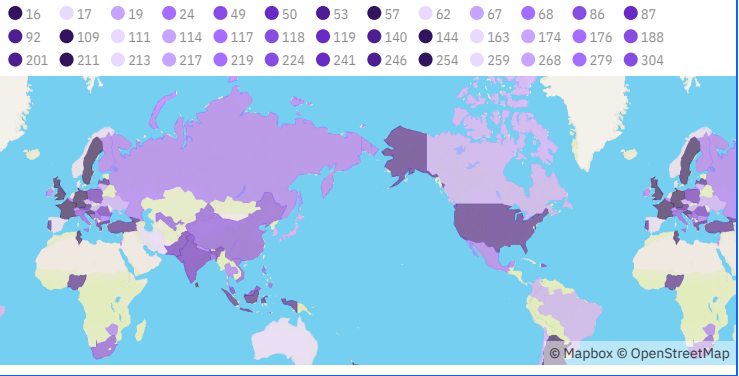 16 17 19 24 49 50 53 57 62 67 68 86 87
92 109 111 114 117 118 119 140 144 163 174 176 188
201 211 213 217 219 224 241 246 254 259 268 279 304
© Mapbox © OpenStreetMap